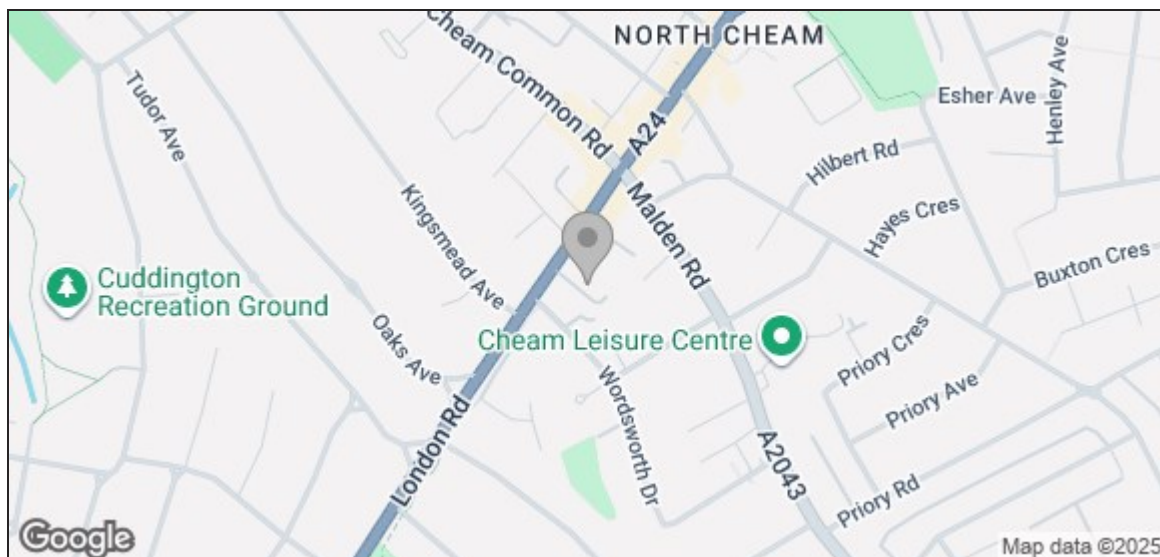 NORTH CHEAM
Cheam Common Rd
A24
Esher Ave
Henley Ave
Tudor Ave
Hilbert Rd
Kingsmead Ave
Malden Rd
Hayes Cres
Buxton Cres
Cuddington
Recreation Ground
Oaks Ave
Cheam Leisure Centre
Priory Cres
Wordsworth Dr
Priory Ave
London Rd
A2043
Priory Rd
Google
Map data ©2025